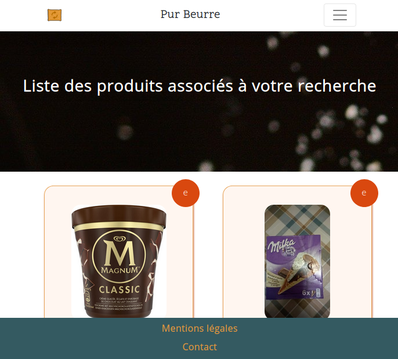 Pur Beurre
Liste des produits associés à votre recherche
e
e
M
MAGNUM
CLASSIC
Milka
Mentions légales
Contact